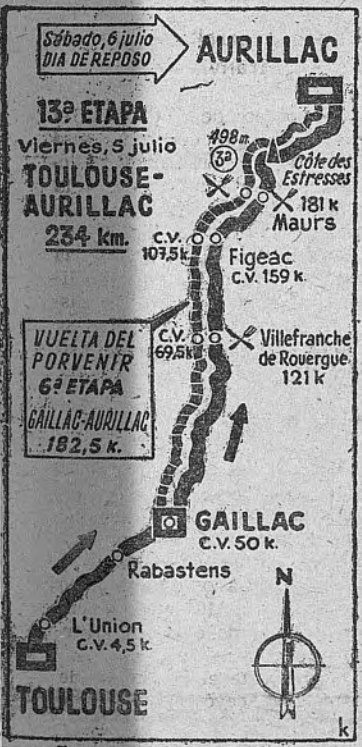 Sábado, 6 julio
DIA DE REPOSO
AURILLAC
13ª ETAPA
Viernes, 5 julio
TOULOUSE-
AURILLAC
234 km.
498 m
3ª
Côte des
Estresses
181 k
Maurs
C.V.
107,5 k
Figeac
C.V. 159 k.
VUELTA DEL
PORVENIR
6ª ETAPA
GAILLAC-AURILLAC
182,5 k.
C.V.
69,5 k
Villefranche
de Rouergue
121 k
GAILLAC
C.V. 50 k.
Rabastens
N
L'Union
C.V. 4,5 k.
TOULOUSE
k